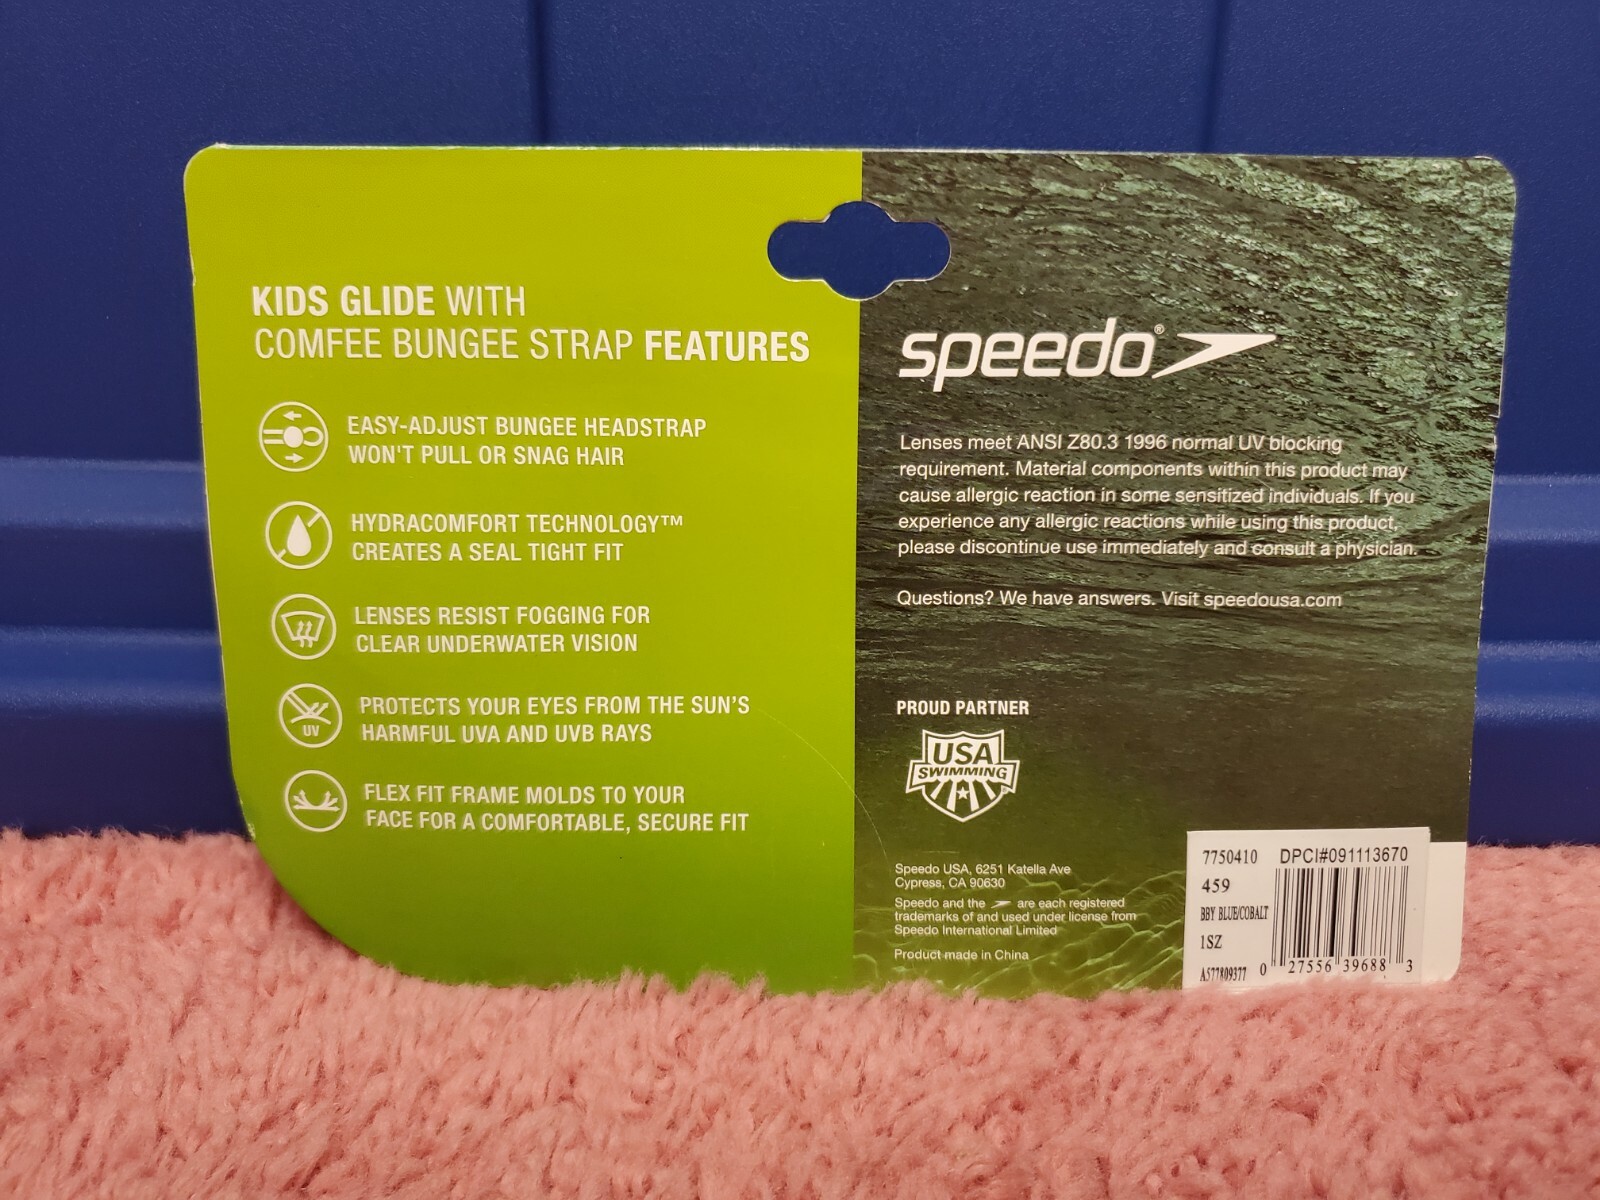 KIDS GLIDE WITH
COMFEE BUNGEE STRAP FEATURES
EASY-ADJUST BUNGEE HEADSTRAP
WON'T PULL OR SNAG HAIR
HYDRACOMFORT TECHNOLOGY™
CREATES A SEAL TIGHT FIT
LENSES RESIST FOGGING FOR
CLEAR UNDERWATER VISION
UV
PROTECTS YOUR EYES FROM THE SUN'S
HARMFUL UVA AND UVB RAYS
FLEX FIT FRAME MOLDS TO YOUR
FACE FOR A COMFORTABLE, SECURE FIT
speedo®
Lenses meet ANSI Z80.3 1996 normal UV blocking
requirement. Material components within this product may
cause allergic reaction in some sensitized individuals. If you
experience any allergic reactions while using this product,
please discontinue use immediately and consult a physician.
Questions? We have answers. Visit speedousa.com
PROUD PARTNER
USA
SWIMMING
Speedo USA, 6251 Katella Ave
Cypress, CA 90630
Speedo and the are each registered
trademarks of and used under license from
Speedo International Limited
Product made in China
7750410 DPCI#091113670
459
BBY BLUE/COBALT
1SZ
A577809377
0 27556 39688 3